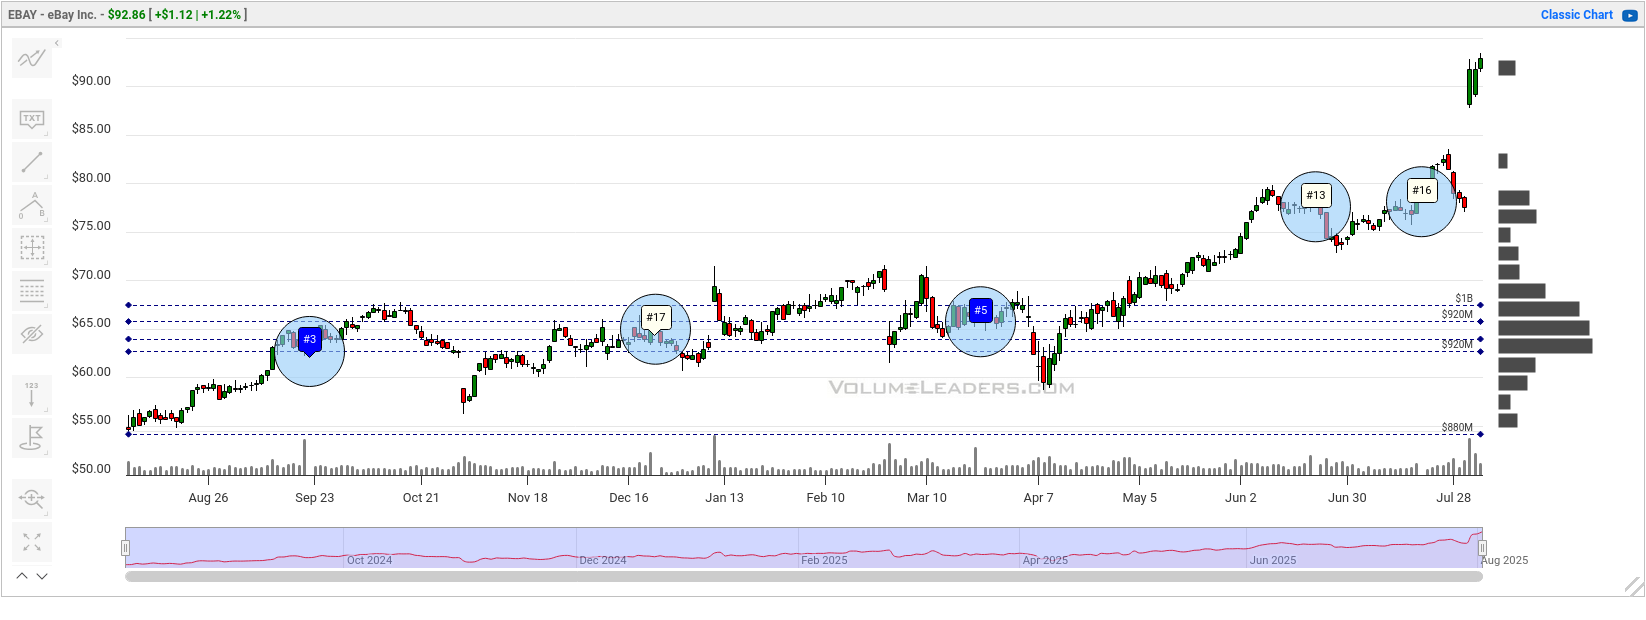 EBAY - eBay Inc. - $92.86 [ +$1.12 | +1.22% ]
Classic Chart
TXT
A
0 B
123
$90.00
$85.00
$80.00
$75.00
$70.00
$65.00
$60.00
$55.00
$50.00
#3
#17
#5
#13
#16
$1B
$920M
$920M
$880M
VOLUMELEADERS.COM
Aug 26
Sep 23
Oct 21
Nov 18
Dec 16
Jan 13
Feb 10
Mar 10
Apr 7
May 5
Jun 2
Jun 30
Jul 28
Oct 2024
Dec 2024
Feb 2025
Apr 2025
Jun 2025
Aug 2025